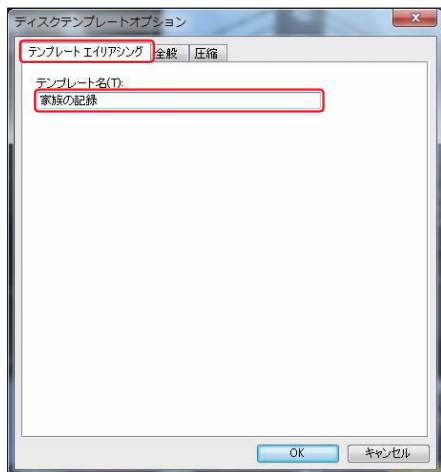 ディスクテンプレートオプション
テンプレート エイリアシング 全般 圧縮
テンプレート名(T):
家族の記録
OK キャンセル